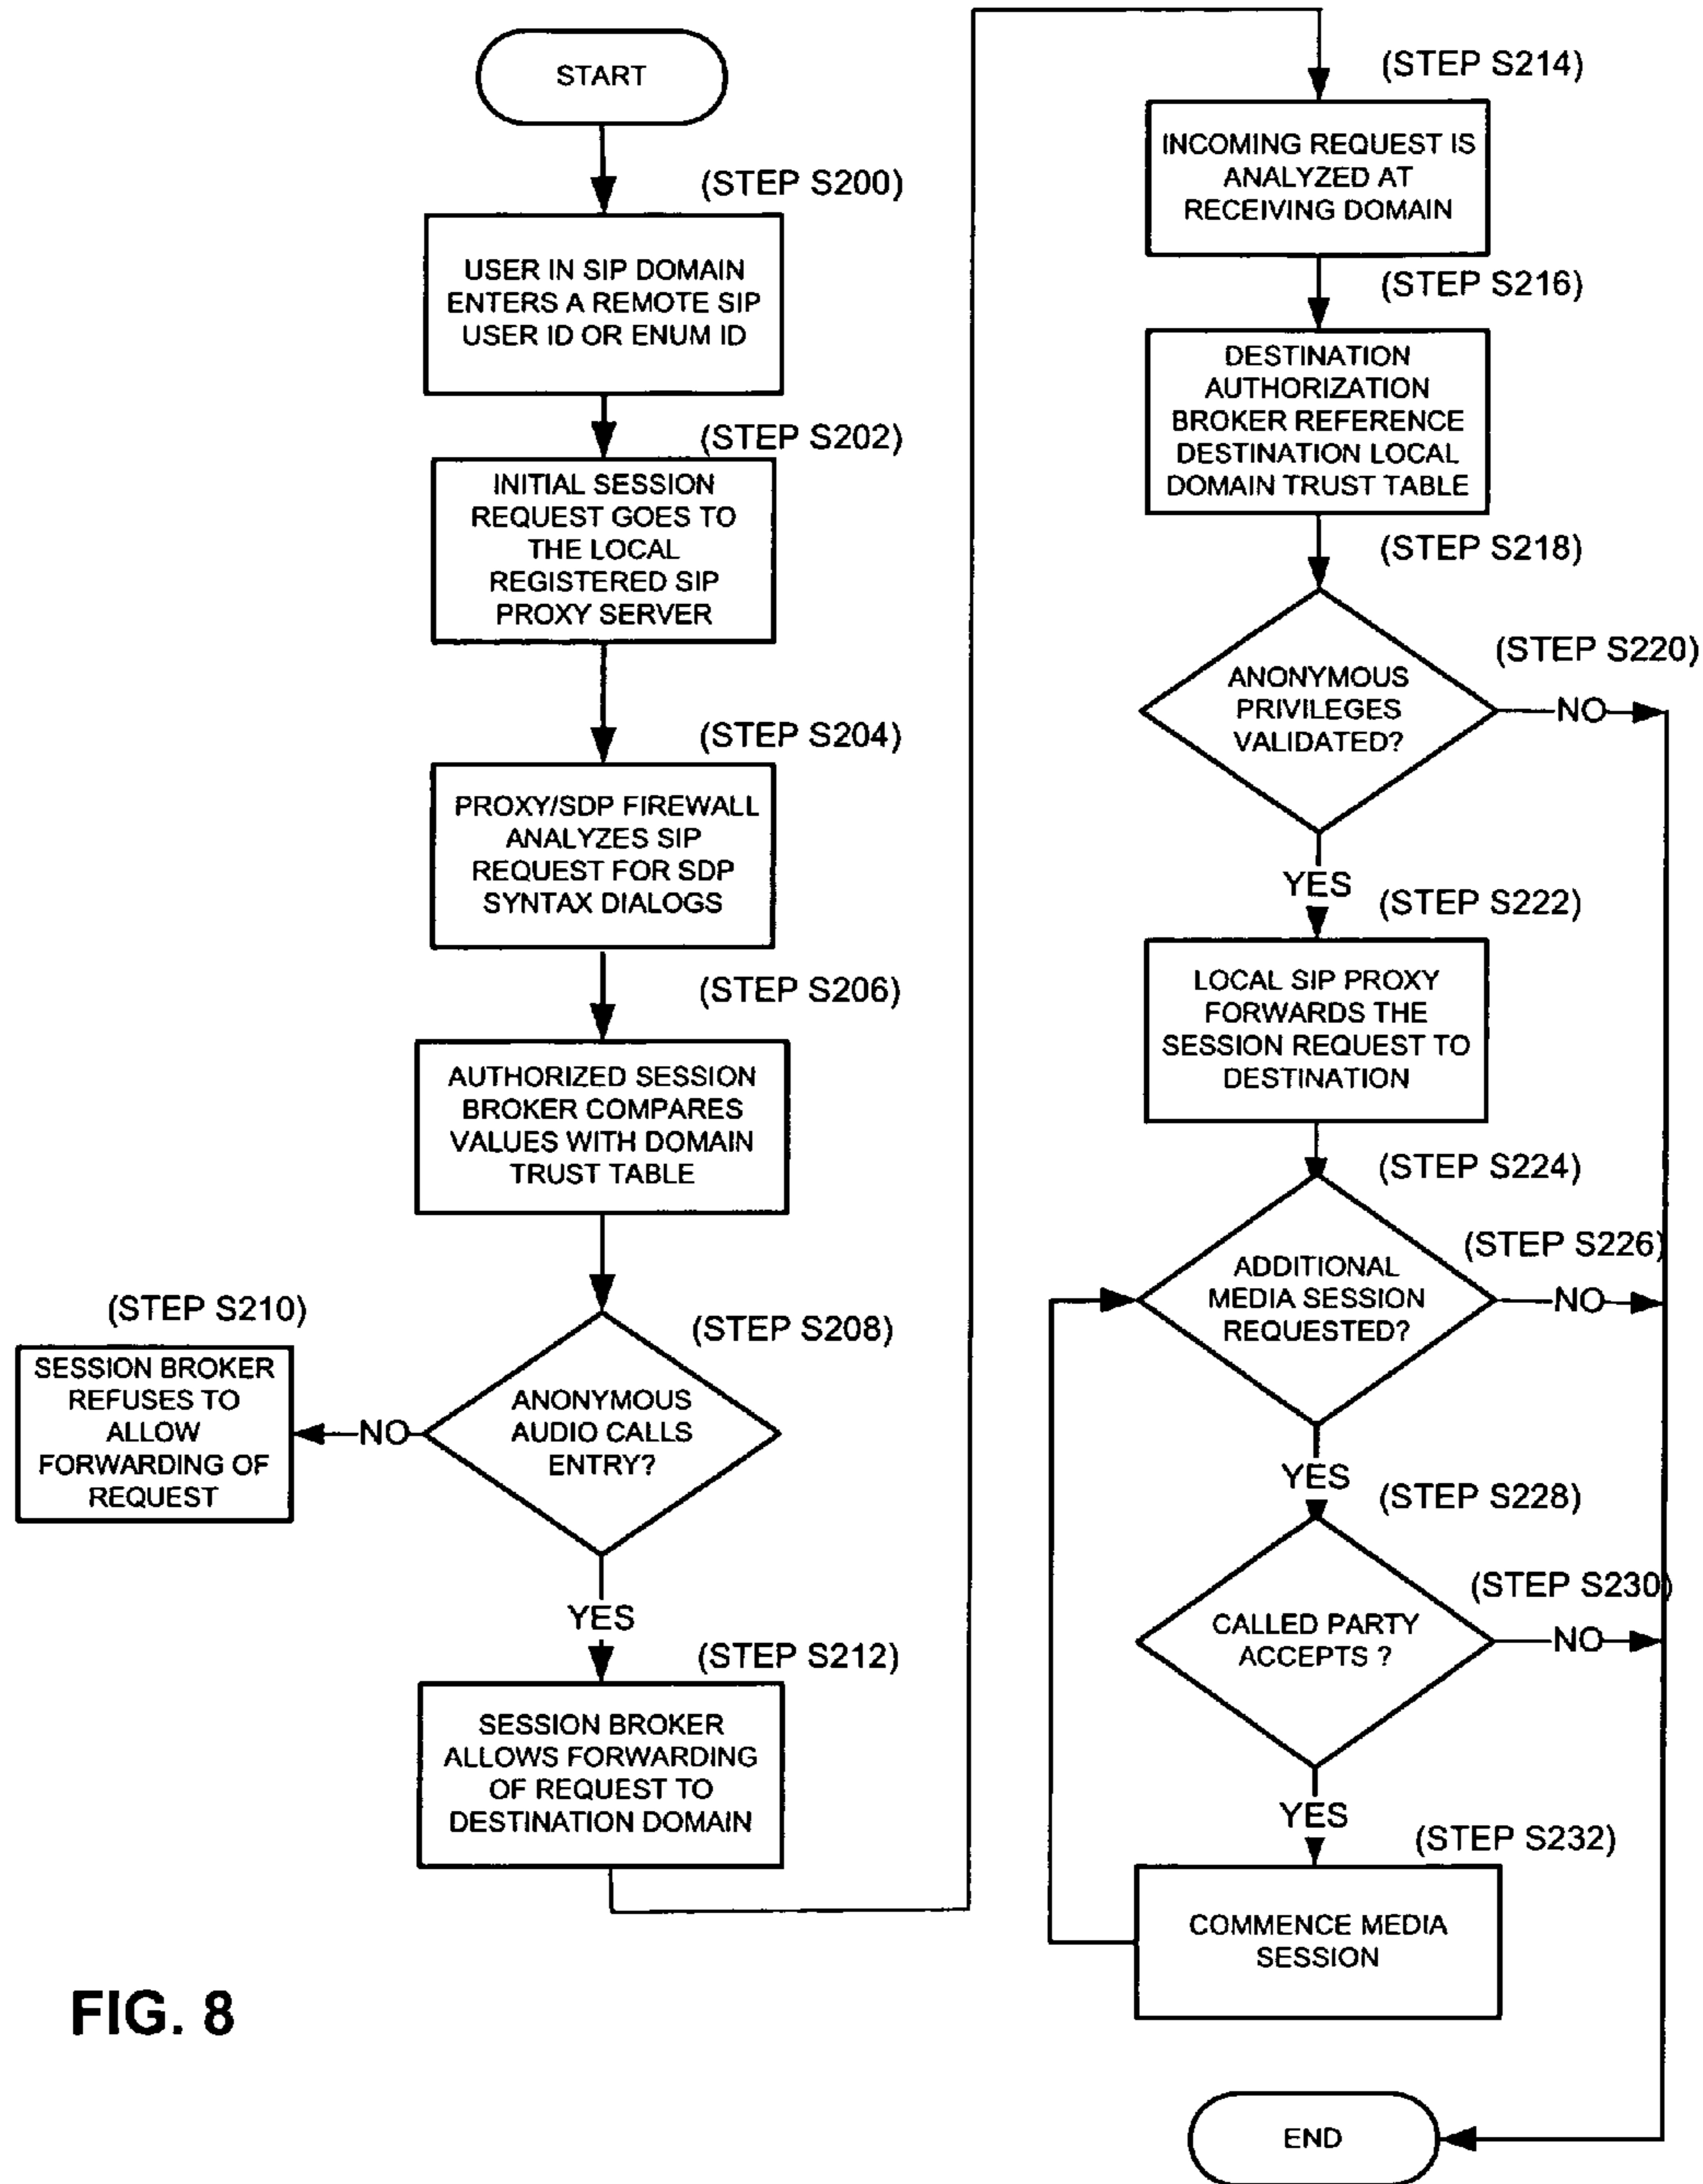 START
(STEP S200)
USER IN SIP DOMAIN
ENTERS A REMOTE SIP
USER ID OR ENUM ID
(STEP S202)
INITIAL SESSION
REQUEST GOES TO
THE LOCAL
REGISTERED SIP
PROXY SERVER
(STEP S204)
PROXY/SDP FIREWALL
ANALYZES SIP
REQUEST FOR SDP
SYNTAX DIALOGS
(STEP S206)
AUTHORIZED SESSION
BROKER COMPARES
VALUES WITH DOMAIN
TRUST TABLE
(STEP S208)
ANONYMOUS
AUDIO CALLS
ENTRY?
NO
(STEP S210)
SESSION BROKER
REFUSES TO
ALLOW
FORWARDING OF
REQUEST
YES
(STEP S212)
SESSION BROKER
ALLOWS FORWARDING
OF REQUEST TO
DESTINATION DOMAIN
(STEP S214)
INCOMING REQUEST IS
ANALYZED AT
RECEIVING DOMAIN
(STEP S216)
DESTINATION
AUTHORIZATION
BROKER REFERENCE
DESTINATION LOCAL
DOMAIN TRUST TABLE
(STEP S218)
ANONYMOUS
PRIVILEGES
VALIDATED?
(STEP S220)
NO
YES
(STEP S222)
LOCAL SIP PROXY
FORWARDS THE
SESSION REQUEST TO
DESTINATION
(STEP S224)
ADDITIONAL
MEDIA SESSION
REQUESTED?
(STEP S226)
NO
YES
(STEP S228)
CALLED PARTY
ACCEPTS ?
(STEP S230)
NO
YES
(STEP S232)
COMMENCE MEDIA
SESSION
END
FIG. 8